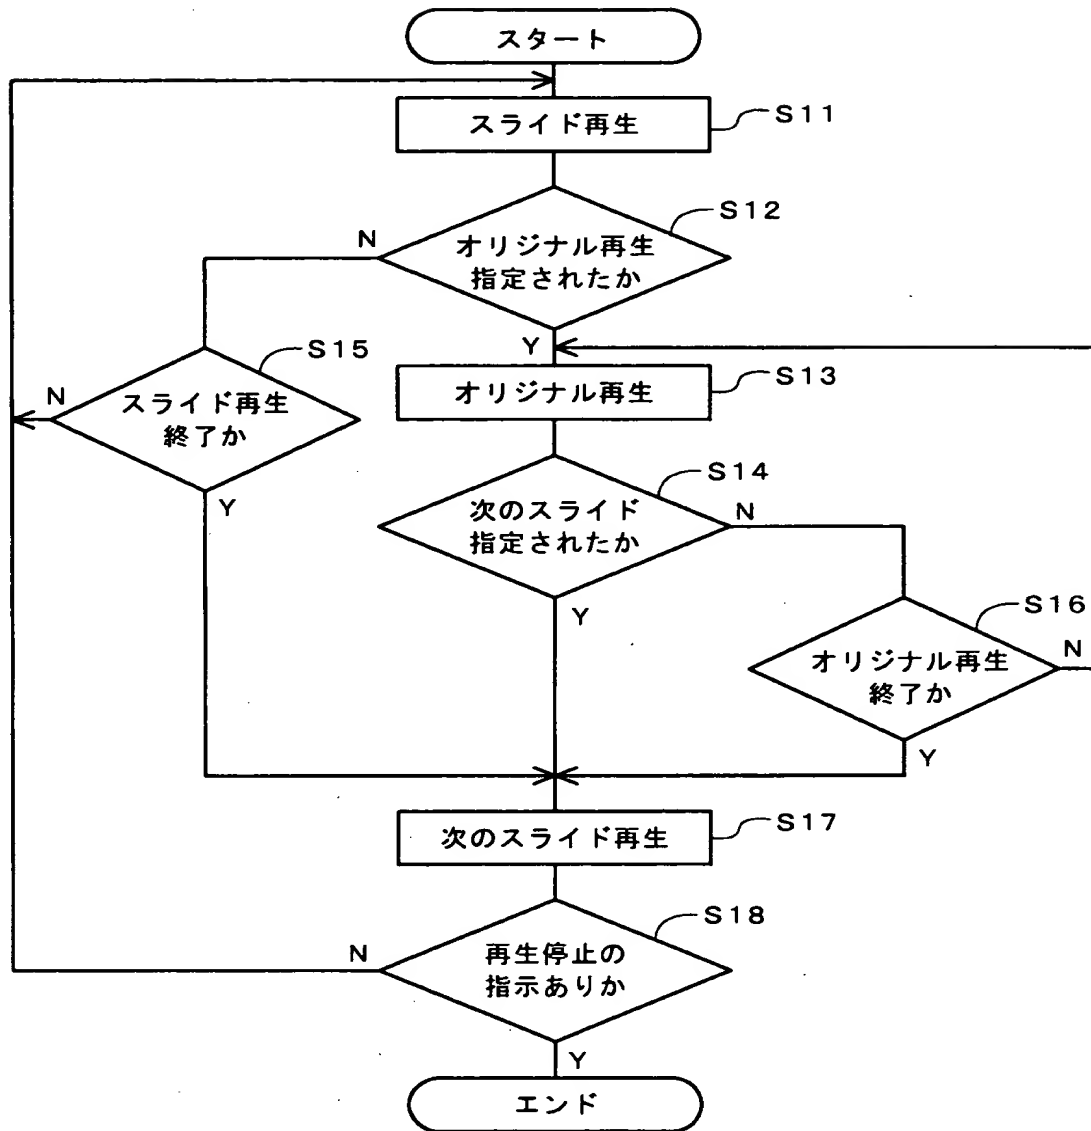 スタート
スライド再生
S11
S12
N
オリジナル再生
指定されたか
Y
S15
N
スライド再生
終了か
Y
オリジナル再生
S13
S14
次のスライド
指定されたか
N
Y
S16
オリジナル再生
終了か
N
Y
次のスライド再生
S17
S18
N
再生停止の
指示ありか
Y
エンド